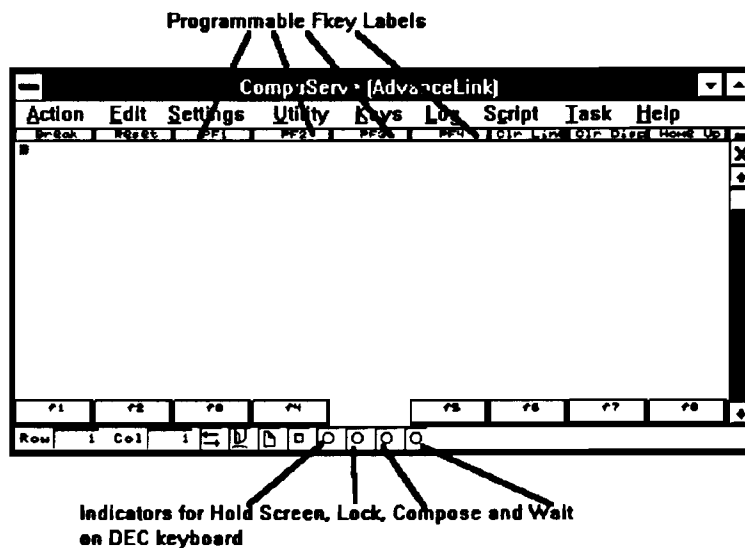 Programmable Fkey Labels
CompuServe (AdvanceLink)
Action Edit Settings Utility Keys Log Script Task Help
Break Reset PF1 PF2 PF3 PF4 Clr Line Clr Disp Home Up
f1 f2 f3 f4 f5 f6 f7 f8
Row 1 Col 1
Indicators for Hold Screen, Lock, Compose and Wait
on DEC keyboard